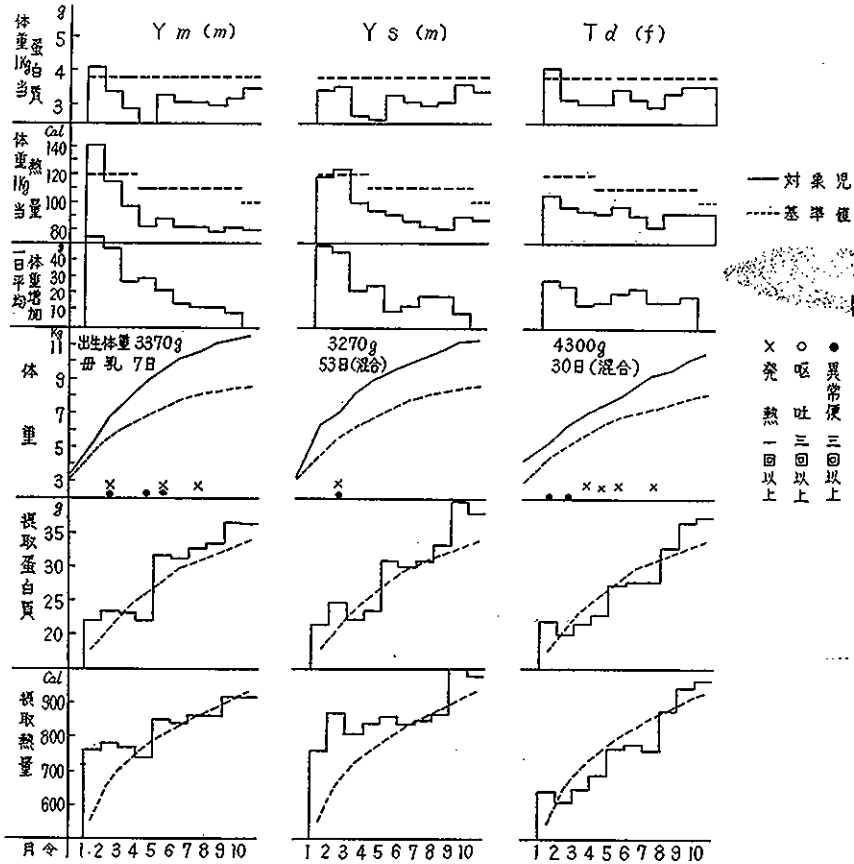 Ym (m)
Ys (m)
Td (f)
体重1Kg当
蛋白質
g
5
4
3
体重1Kg当
熱量
Cal
140
120
100
80
一日平均
体重増加
g
40
30
20
10
体重
Kg
11
9
7
5
3
出生体重 3370g
母乳 7日
3270g
53日(混合)
4300g
30日(混合)
摂取蛋白質
g
35
30
25
20
摂取熱量
Cal
900
800
700
600
月令 1 2 3 4 5 6 7 8 9 10
1 2 3 4 5 6 7 8 9 10
1 2 3 4 5 6 7 8 9 10
対象児
基準値
× 発熱 一回以上
○ 呕吐 三回以上
● 異常便 三回以上